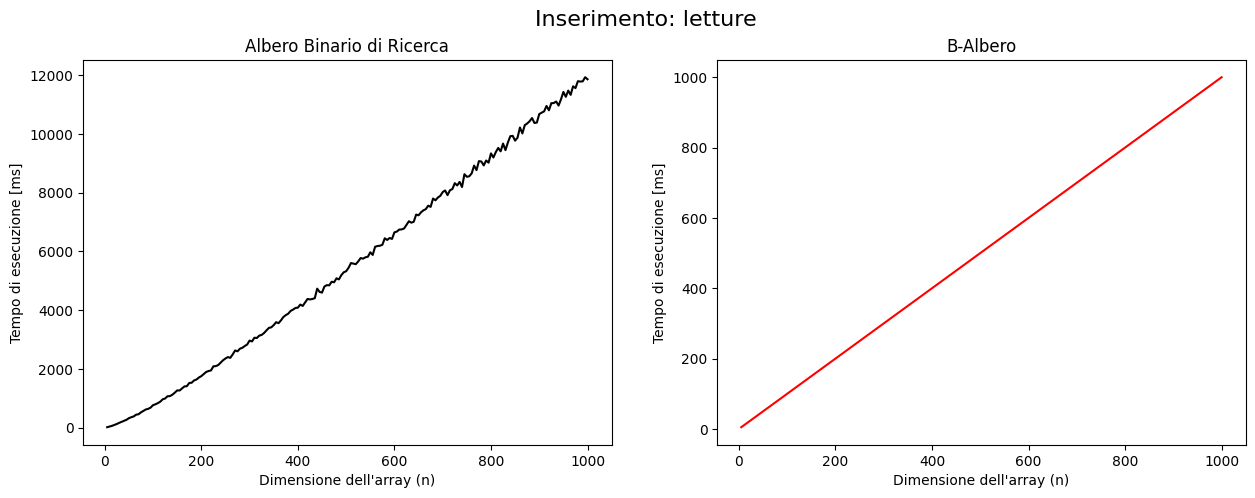 Inserimento: letture
Albero Binario di Ricerca
12000
10000
8000
6000
4000
2000
0
Tempo di esecuzione [ms]
0 200 400 600 800 1000
Dimensione dell'array (n)
B-Albero
1000
800
600
400
200
0
Tempo di esecuzione [ms]
0 200 400 600 800 1000
Dimensione dell'array (n)